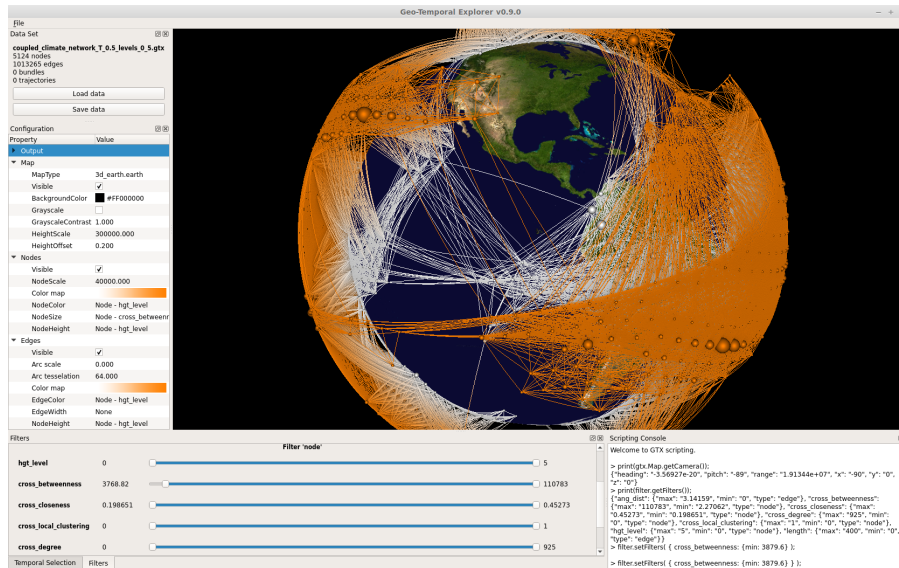 Geo-Temporal Explorer v0.9.0
File
Data Set
coupled_climate_network_T_0.5_levels_0_5.gtx
5124 nodes
1013265 edges
0 bundles
0 trajectories
Load data
Save data
Configuration
Property Value
Output
Map
MapType 3d_earth.earth
Visible
BackgroundColor #FF000000
Grayscale
GrayscaleContrast 1.000
HeightScale 300000.000
HeightOffset 0.200
Nodes
Visible
NodeScale 40000.000
Color map
NodeColor Node - hgt_level
NodeSize Node - cross_betweenr
NodeHeight Node - hgt_level
Edges
Visible
Arc scale 0.000
Arc tesselation 64.000
Color map
EdgeColor Node - hgt_level
EdgeWidth None
NodeHeight Node - hgt_level
Filters
Filter 'node'
hgt_level 0 5
cross_betweenness 3768.82 110783
cross_closeness 0.198651 0.45273
cross_local_clustering 0 1
cross_degree 0 925
Temporal Selection Filters
Scripting Console
Welcome to GTX scripting.
> print(gtx.Map.getCamera());
{"heading": "-3.56927e-20", "pitch": "-89", "range": "1.91344e+07", "x": "-90", "y": "0",
"z": "0"}
> print(filter.getFilters());
{"ang_dist": {"max": "3.14159", "min": "0", "type": "edge"}, "cross_betweenness":
{"max": "110783", "min": "2.27062", "type": "node"}, "cross_closeness": {"max":
"0.45273", "min": "0.198651", "type": "node"}, "cross_degree": {"max": "925", "min":
"0", "type": "node"}, "cross_local_clustering": {"max": "1", "min": "0", "type": "node"},
"hgt_level": {"max": "5", "min": "0", "type": "node"}, "length": {"max": "400", "min": "0",
"type": "edge"}}
> filter.setFilters( { cross_betweenness: {min: 3879.6} );
> filter.setFilters( { cross_betweenness: {min: 3879.6} } );